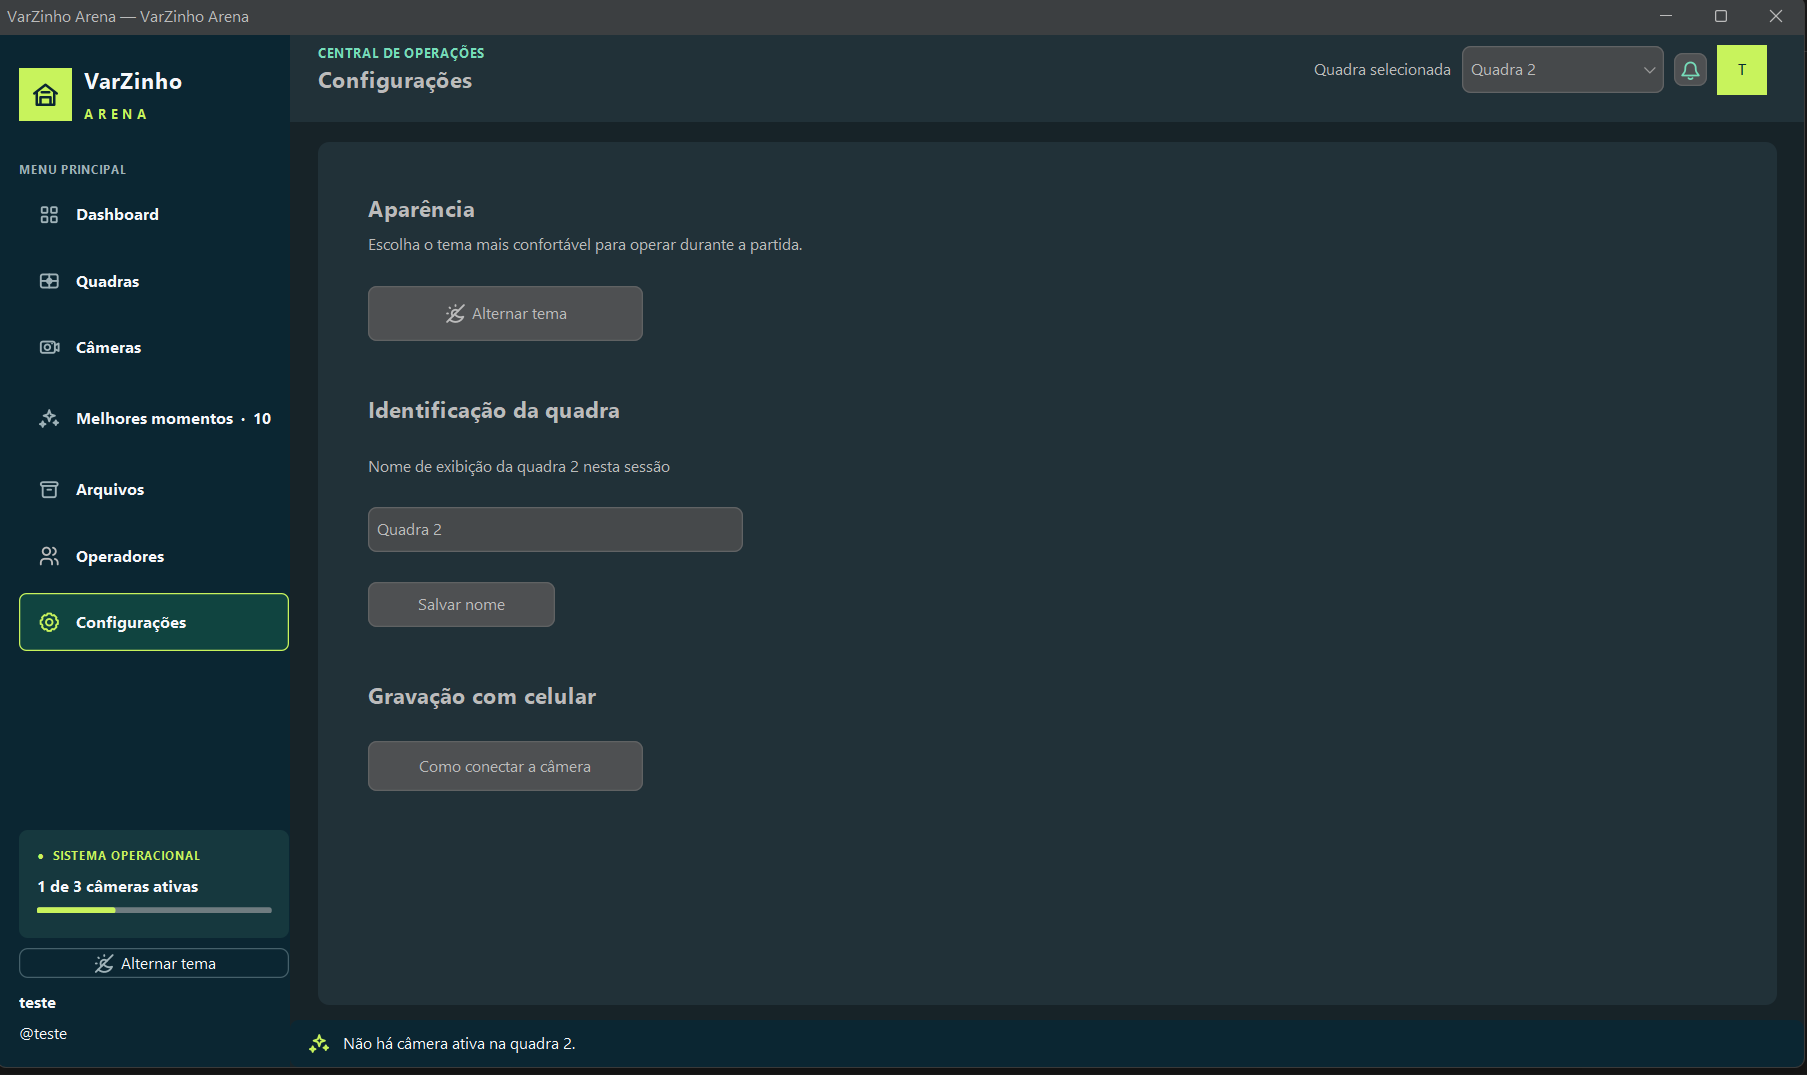 VarZinho Arena — VarZinho Arena
VarZinho
ARENA
MENU PRINCIPAL
Dashboard
Quadras
Câmeras
Melhores momentos · 10
Arquivos
Operadores
Configurações
• SISTEMA OPERACIONAL
1 de 3 câmeras ativas
Alternar tema
teste
@teste
CENTRAL DE OPERAÇÕES
Configurações
Quadra selecionada
Quadra 2
T
Aparência
Escolha o tema mais confortável para operar durante a partida.
Alternar tema
Identificação da quadra
Nome de exibição da quadra 2 nesta sessão
Quadra 2
Salvar nome
Gravação com celular
Como conectar a câmera
Não há câmera ativa na quadra 2.